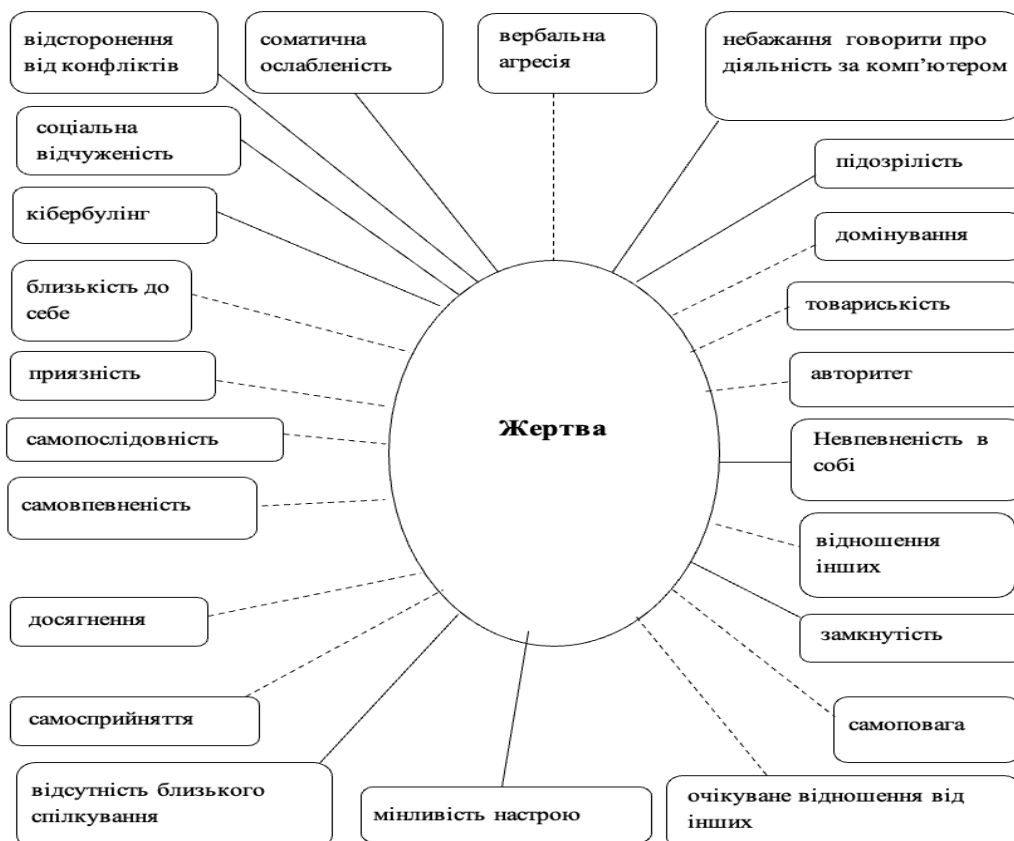 відсторонення
від конфліктів
соматична
ослабленість
вербальна
агресія
небажання говорити про
діяльність за комп’ютером
соціальна
відчуженість
підозрілість
кібербулінг
домінування
близькість до
себе
товариськість
приязність
авторитет
Жертва
самопослідовність
Невпевненість в
собі
самовпевненість
відношення
інших
досягнення
замкнутість
самосприйняття
самоповага
відсутність близького
спілкування
мінливість настрою
очікуване відношення від
інших